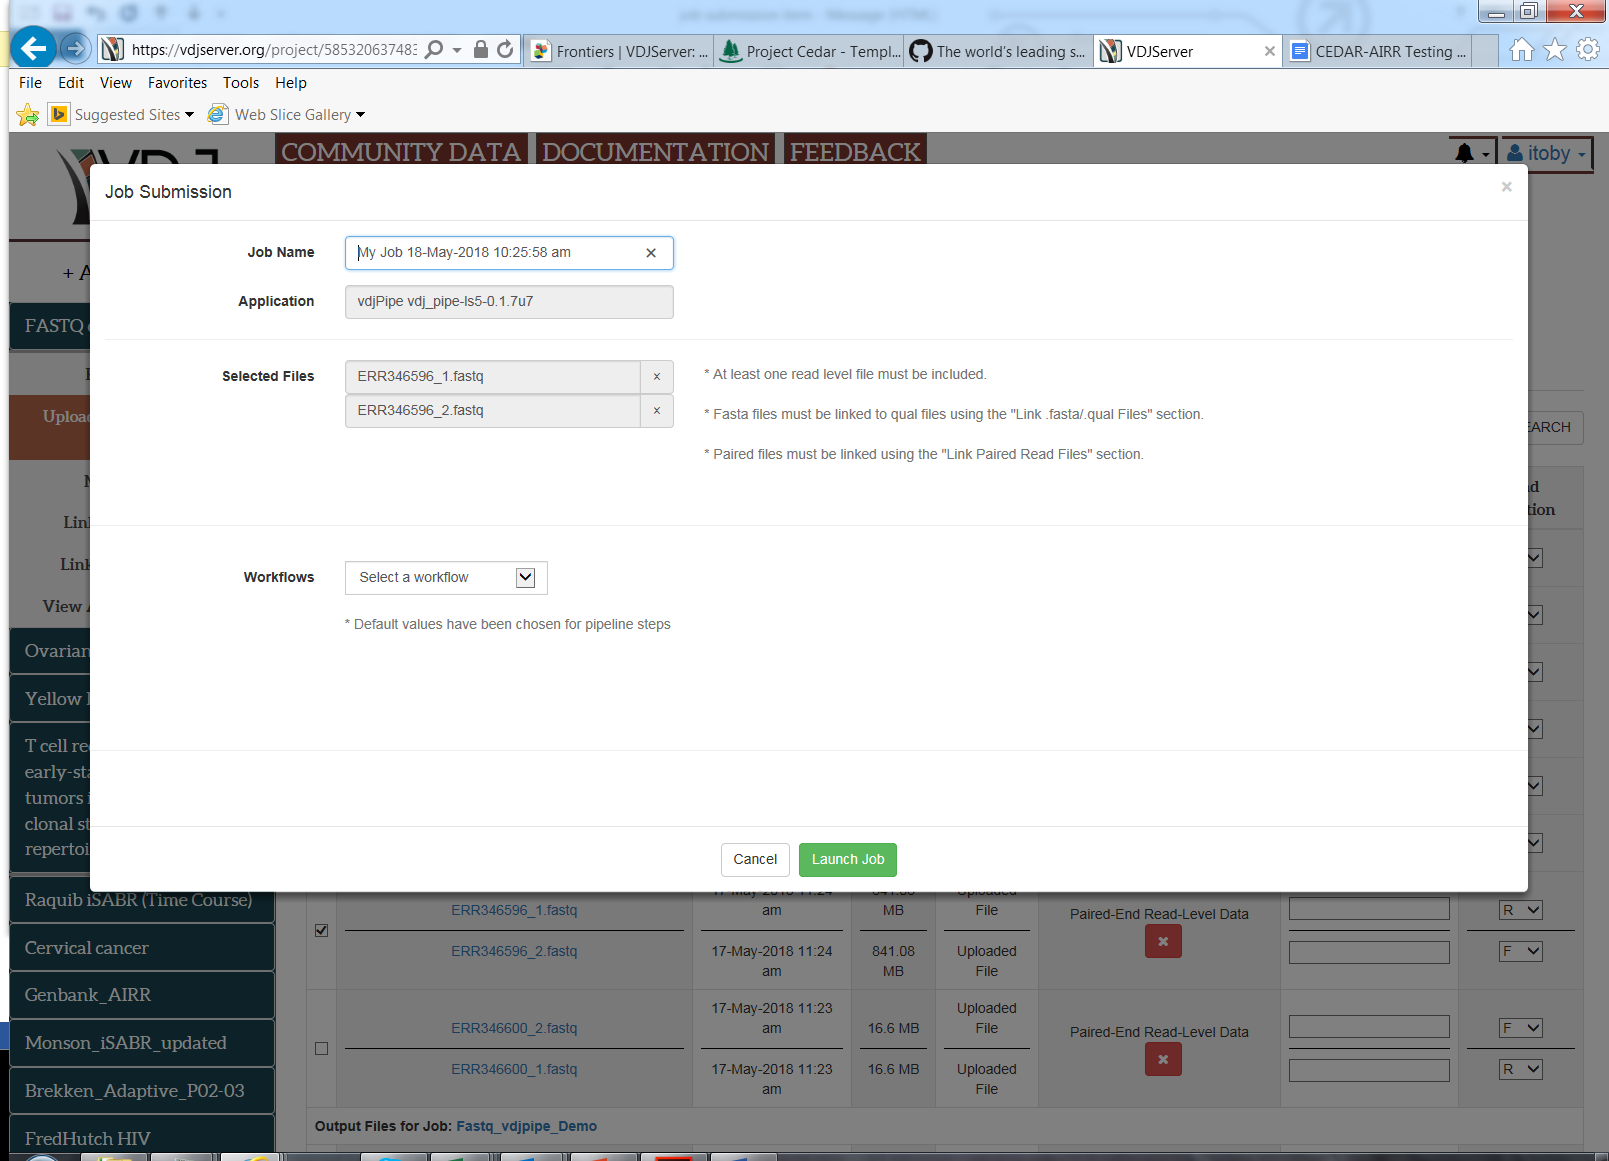 https://vdjserver.org/project/58532063748
Frontiers | VDJServer: ...
Project Cedar - Templ...
The world's leading s...
VDJServer
CEDAR-AIRR Testing ...
File Edit View Favorites Tools Help
Suggested Sites
Web Slice Gallery
COMMUNITY DATA DOCUMENTATION FEEDBACK
itoby
Job Submission
×
Job Name
My Job 18-May-2018 10:25:58 am
Application
vdjPipe vdj_pipe-ls5-0.1.7u7
Selected Files
ERR346596_1.fastq ×
ERR346596_2.fastq ×
* At least one read level file must be included.
* Fasta files must be linked to qual files using the "Link .fasta/.qual Files" section.
* Paired files must be linked using the "Link Paired Read Files" section.
Workflows
Select a workflow
* Default values have been chosen for pipeline steps
Cancel
Launch Job
FASTQ
Uploa
Lin
Link
View
Ovarian
Yellow
T cell re
early-sta
tumors i
clonal st
repertoi
Raquib iSABR (Time Course)
Cervical cancer
Genbank_AIRR
Monson_iSABR_updated
Brekken_Adaptive_P02-03
FredHutch HIV
EARCH
tion
ERR346596_1.fastq
am
MB
File
Paired-End Read-Level Data
R
ERR346596_2.fastq
17-May-2018 11:24
am
841.08
MB
Uploaded
File
F
ERR346600_2.fastq
17-May-2018 11:23
am
16.6 MB
Uploaded
File
Paired-End Read-Level Data
F
ERR346600_1.fastq
17-May-2018 11:23
am
16.6 MB
Uploaded
File
R
Output Files for Job: Fastq_vdjpipe_Demo